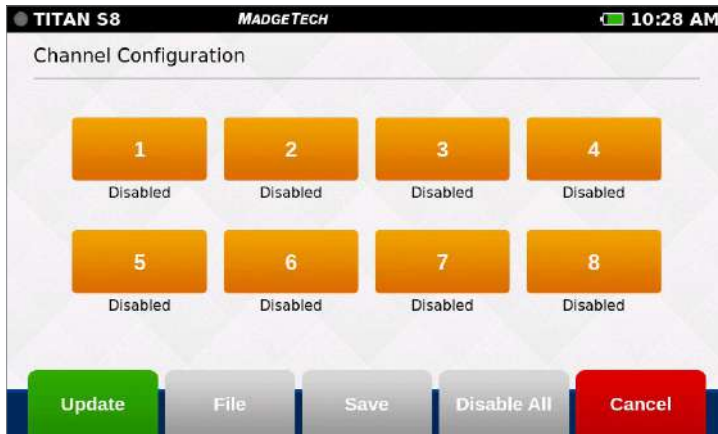 TITAN S8 MADGETECH 10:28 AM
Channel Configuration
1 2 3 4
Disabled Disabled Disabled Disabled
5 6 7 8
Disabled Disabled Disabled Disabled
Update File Save Disable All Cancel